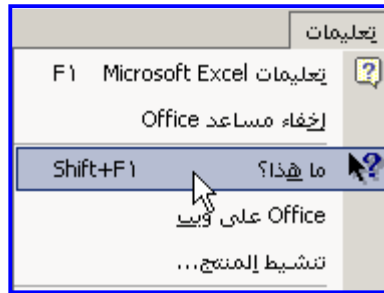 تعليمات
تعليمات Microsoft Excel F١
إخفاء مساعد Office
ما هذا؟ Shift+F١
Office على ويب
تنشيط المنتج...